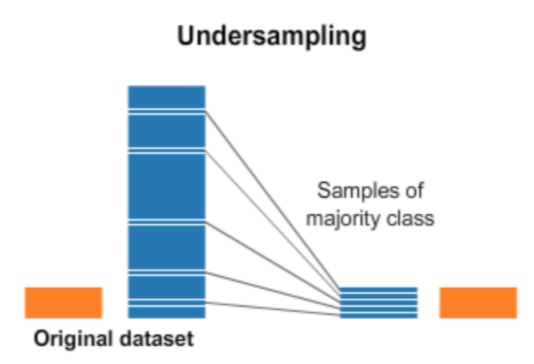 Undersampling
Samples of
majority class
Original dataset